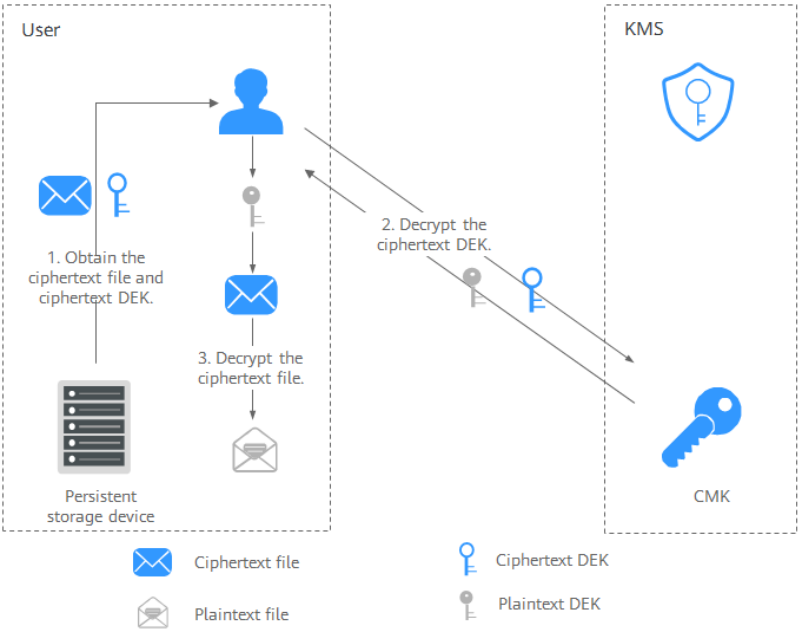 User
KMS
2. Decrypt the
ciphertext DEK.
1. Obtain the
ciphertext file and
ciphertext DEK.
3. Decrypt the
ciphertext file.
Persistent
storage device
CMK
Ciphertext file
Ciphertext DEK
Plaintext file
Plaintext DEK